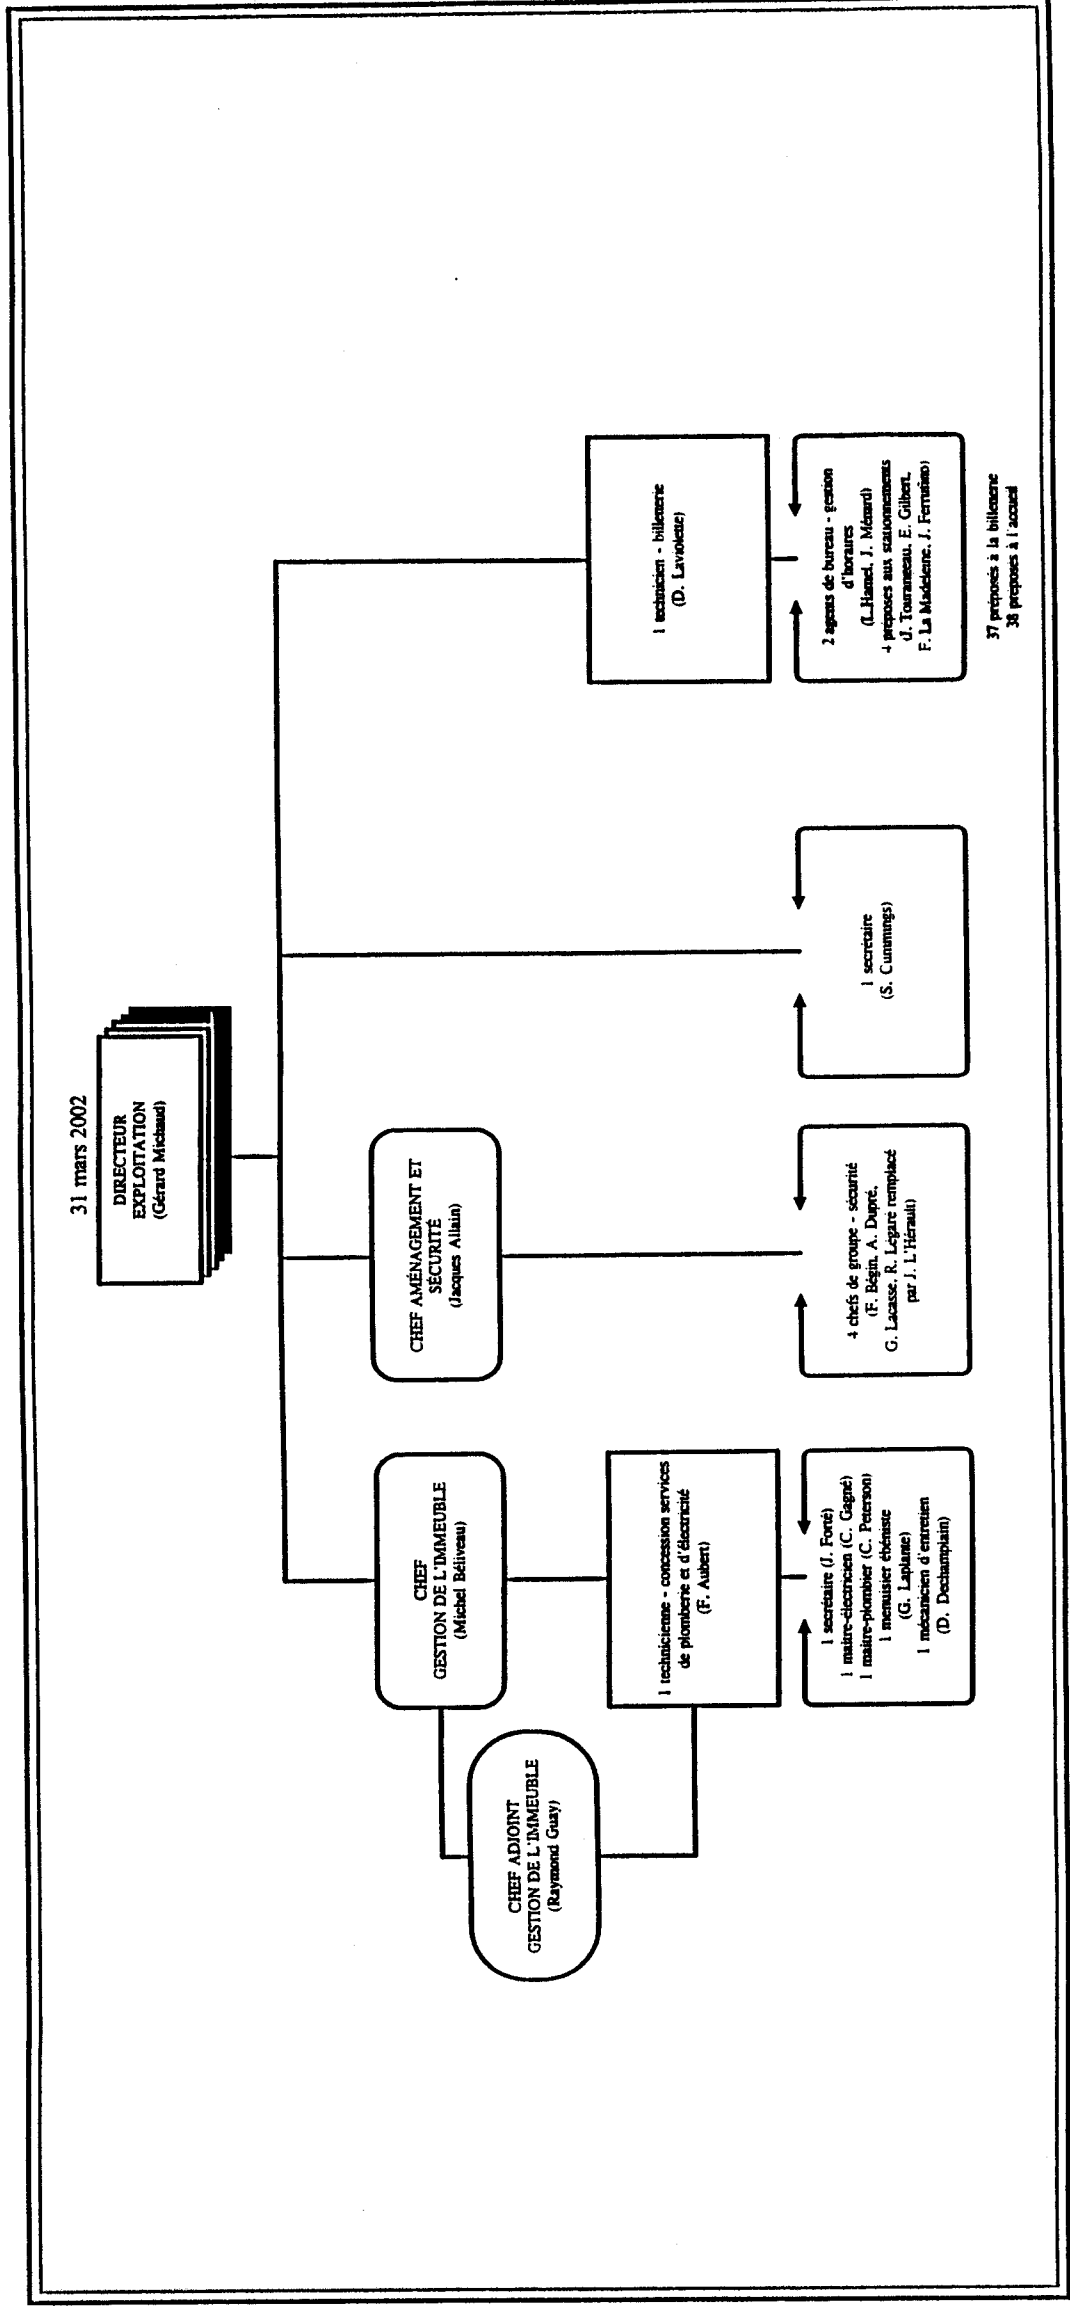 31 mars 2002
DIRECTEUR
EXPLOITATION
(Gérard Michaud)
CHEF
GESTION DE L'IMMEUBLE
(Michel Béliveau)
CHEF AMÉNAGEMENT ET
SÉCURITÉ
(Jacques Allain)
CHEF ADJOINT
GESTION DE L'IMMEUBLE
(Raymond Guay)
1 technicienne - concession services
de plomberie et d'électricité
(F. Aubert)
1 technicien - billetterie
(D. Laviolette)
1 secrétaire (J. Forté)
1 maître-électricien (C. Gagné)
1 maître-plombier (C. Peterson)
1 menuisier ébéniste
(G. Laplante)
1 mécanicien d'entretien
(D. Dechamplain)
4 chefs de groupe - sécurité
(F. Bégin, A. Dupré,
G. Lacasse, R. Légaré remplacé
par J. L'Hérault)
1 secrétaire
(S. Cummings)
2 agents de bureau - gestion
d'horaires
(L. Hamel, J. Ménard)
4 préposés aux stationnements
(J. Tourangeau, E. Gilbert,
F. La Madeleine, J. Ferrufino)
37 préposés à la billetterie
38 préposés à l'accueil